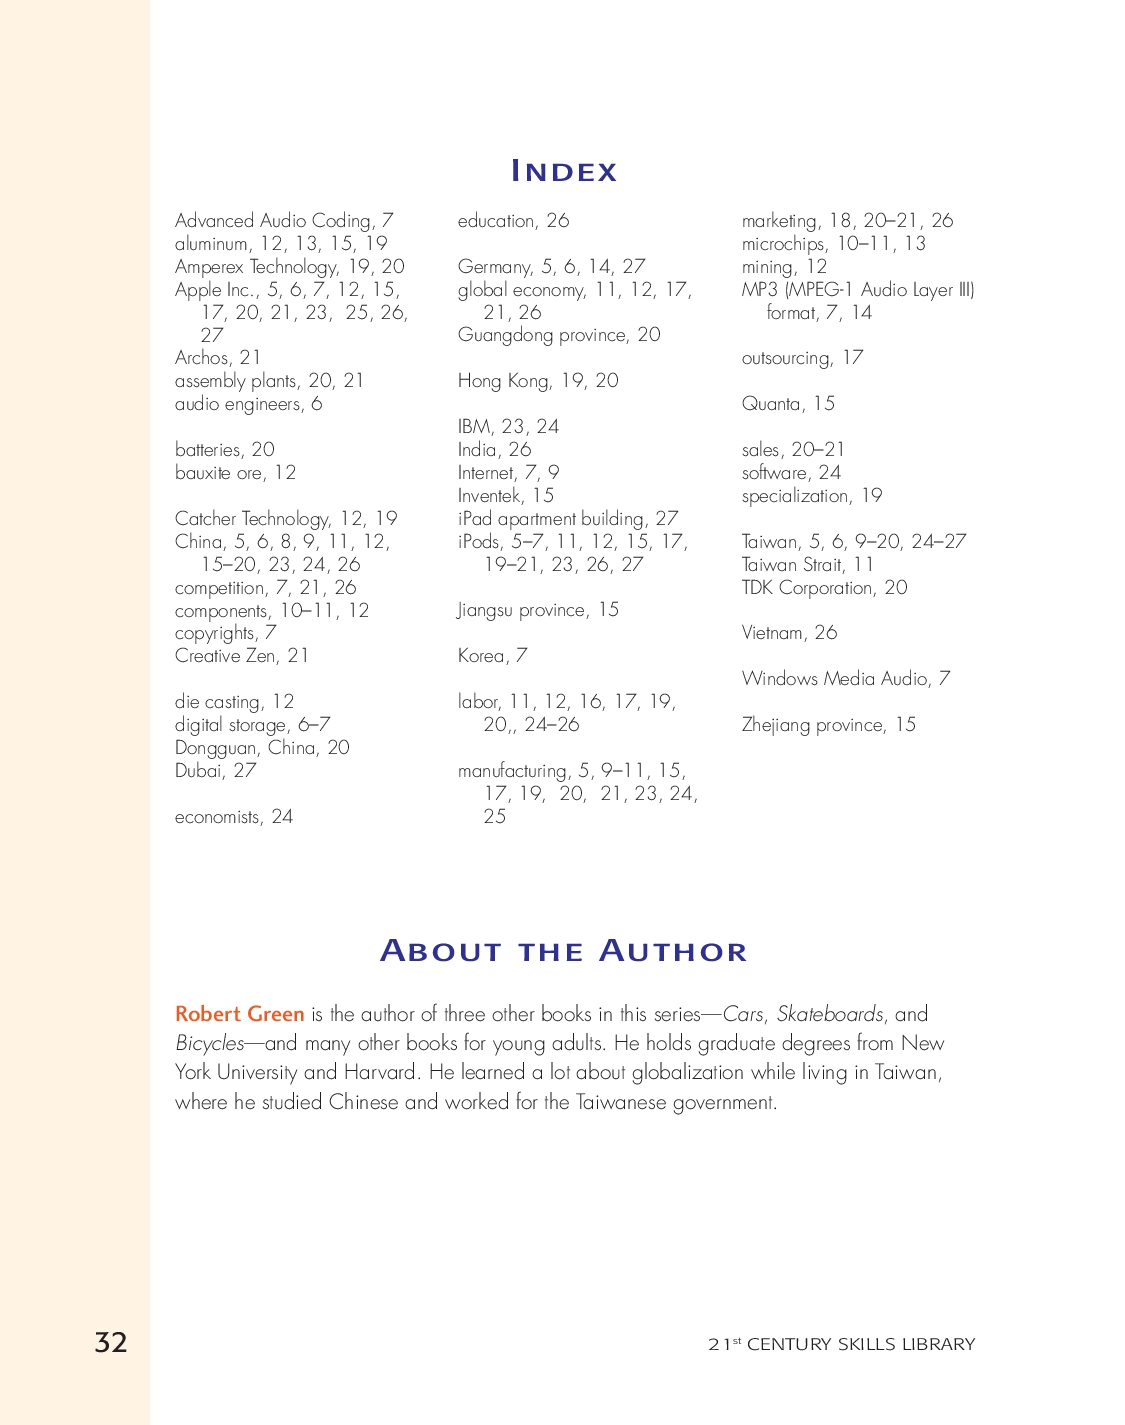 INDEX
Advanced Audio Coding, 7
aluminum, 12, 13, 15, 19
Amperex Technology, 19, 20
Apple Inc., 5, 6, 7, 12, 15,
17, 20, 21, 23, 25, 26,
27
Archos, 21
assembly plants, 20, 21
audio engineers, 6
batteries, 20
bauxite ore, 12
Catcher Technology, 12, 19
China, 5, 6, 8, 9, 11, 12,
15–20, 23, 24, 26
competition, 7, 21, 26
components, 10–11, 12
copyrights, 7
Creative Zen, 21
die casting, 12
digital storage, 6–7
Dongguan, China, 20
Dubai, 27
economists, 24
education, 26
Germany, 5, 6, 14, 27
global economy, 11, 12, 17,
21, 26
Guangdong province, 20
Hong Kong, 19, 20
IBM, 23, 24
India, 26
Internet, 7, 9
Inventek, 15
iPad apartment building, 27
iPods, 5–7, 11, 12, 15, 17,
19–21, 23, 26, 27
Jiangsu province, 15
Korea, 7
labor, 11, 12, 16, 17, 19,
20,, 24–26
manufacturing, 5, 9–11, 15,
17, 19, 20, 21, 23, 24,
25
marketing, 18, 20–21, 26
microchips, 10–11, 13
mining, 12
MP3 (MPEG-1 Audio Layer III)
format, 7, 14
outsourcing, 17
Quanta, 15
sales, 20–21
software, 24
specialization, 19
Taiwan, 5, 6, 9–20, 24–27
Taiwan Strait, 11
TDK Corporation, 20
Vietnam, 26
Windows Media Audio, 7
Zhejiang province, 15
ABOUT THE AUTHOR
Robert Green is the author of three other books in this series—Cars, Skateboards, and
Bicycles—and many other books for young adults. He holds graduate degrees from New
York University and Harvard. He learned a lot about globalization while living in Taiwan,
where he studied Chinese and worked for the Taiwanese government.
32
21st CENTURY SKILLS LIBRARY